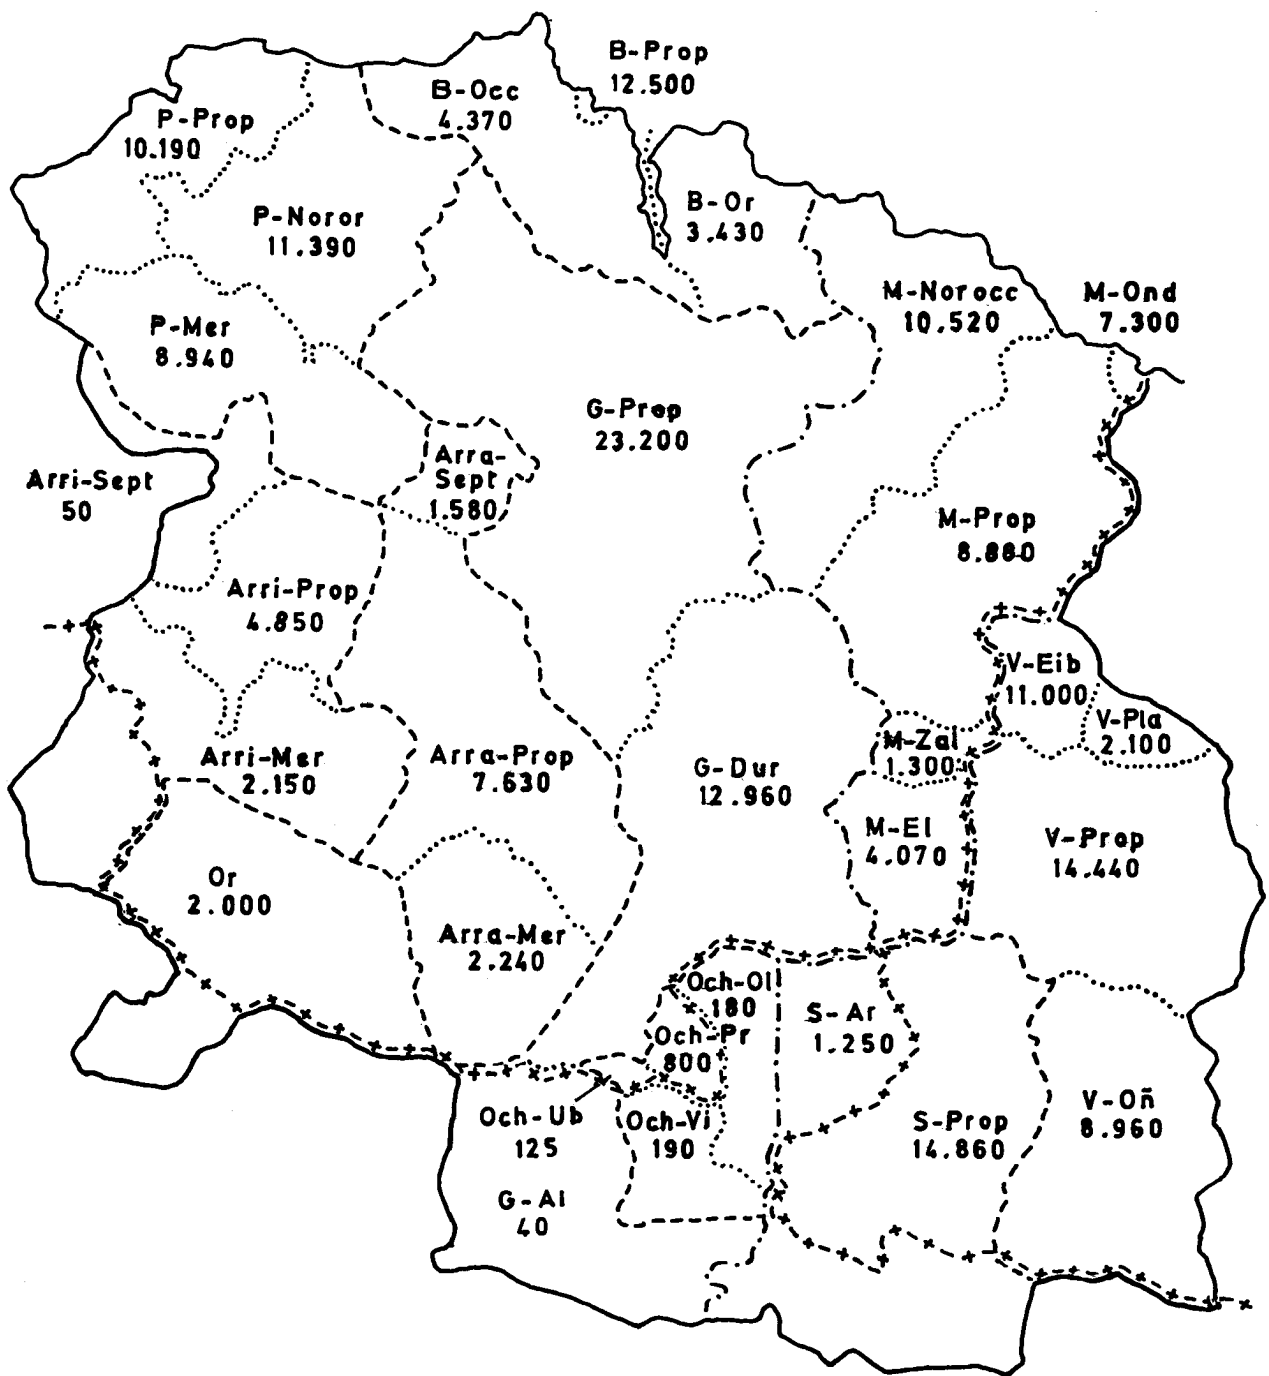 B-Prop
12.500
B-Occ
4.370
P-Prop
10.190
B-Or
3.430
P-Noror
11.390
M-Norocc
10.520
M-Ond
7.300
P-Mer
8.940
G-Prop
23.200
Arra-
Sept
1.580
Arri-Sept
50
M-Prop
8.880
Arri-Prop
4.850
V-Eib
11.000
V-Pla
2.100
M-Zal
1.300
Arri-Mer
2.150
Arra-Prop
7.630
G-Dur
12.960
M-El
4.070
V-Prop
14.440
Or
2.000
Arra-Mer
2.240
Och-Ol
180
S-Ar
1.250
Och-Pr
800
Och-Ub
125
Och-Vi
190
S-Prop
14.860
V-Oñ
8.960
G-Al
40